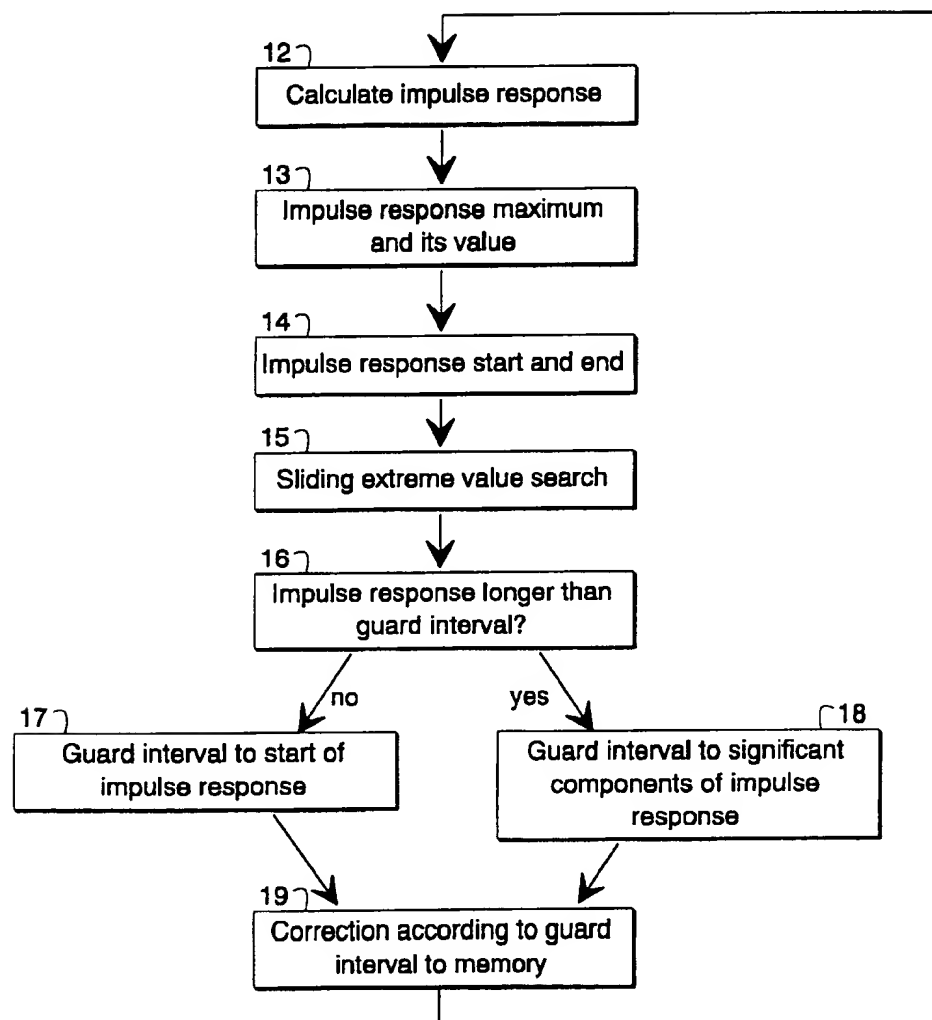 12
Calculate impulse response
13
Impulse response maximum
and its value
14
Impulse response start and end
15
Sliding extreme value search
16
Impulse response longer than
guard interval?
no
yes
17
Guard interval to start of
impulse response
18
Guard interval to significant
components of impulse
response
19
Correction according to guard
interval to memory